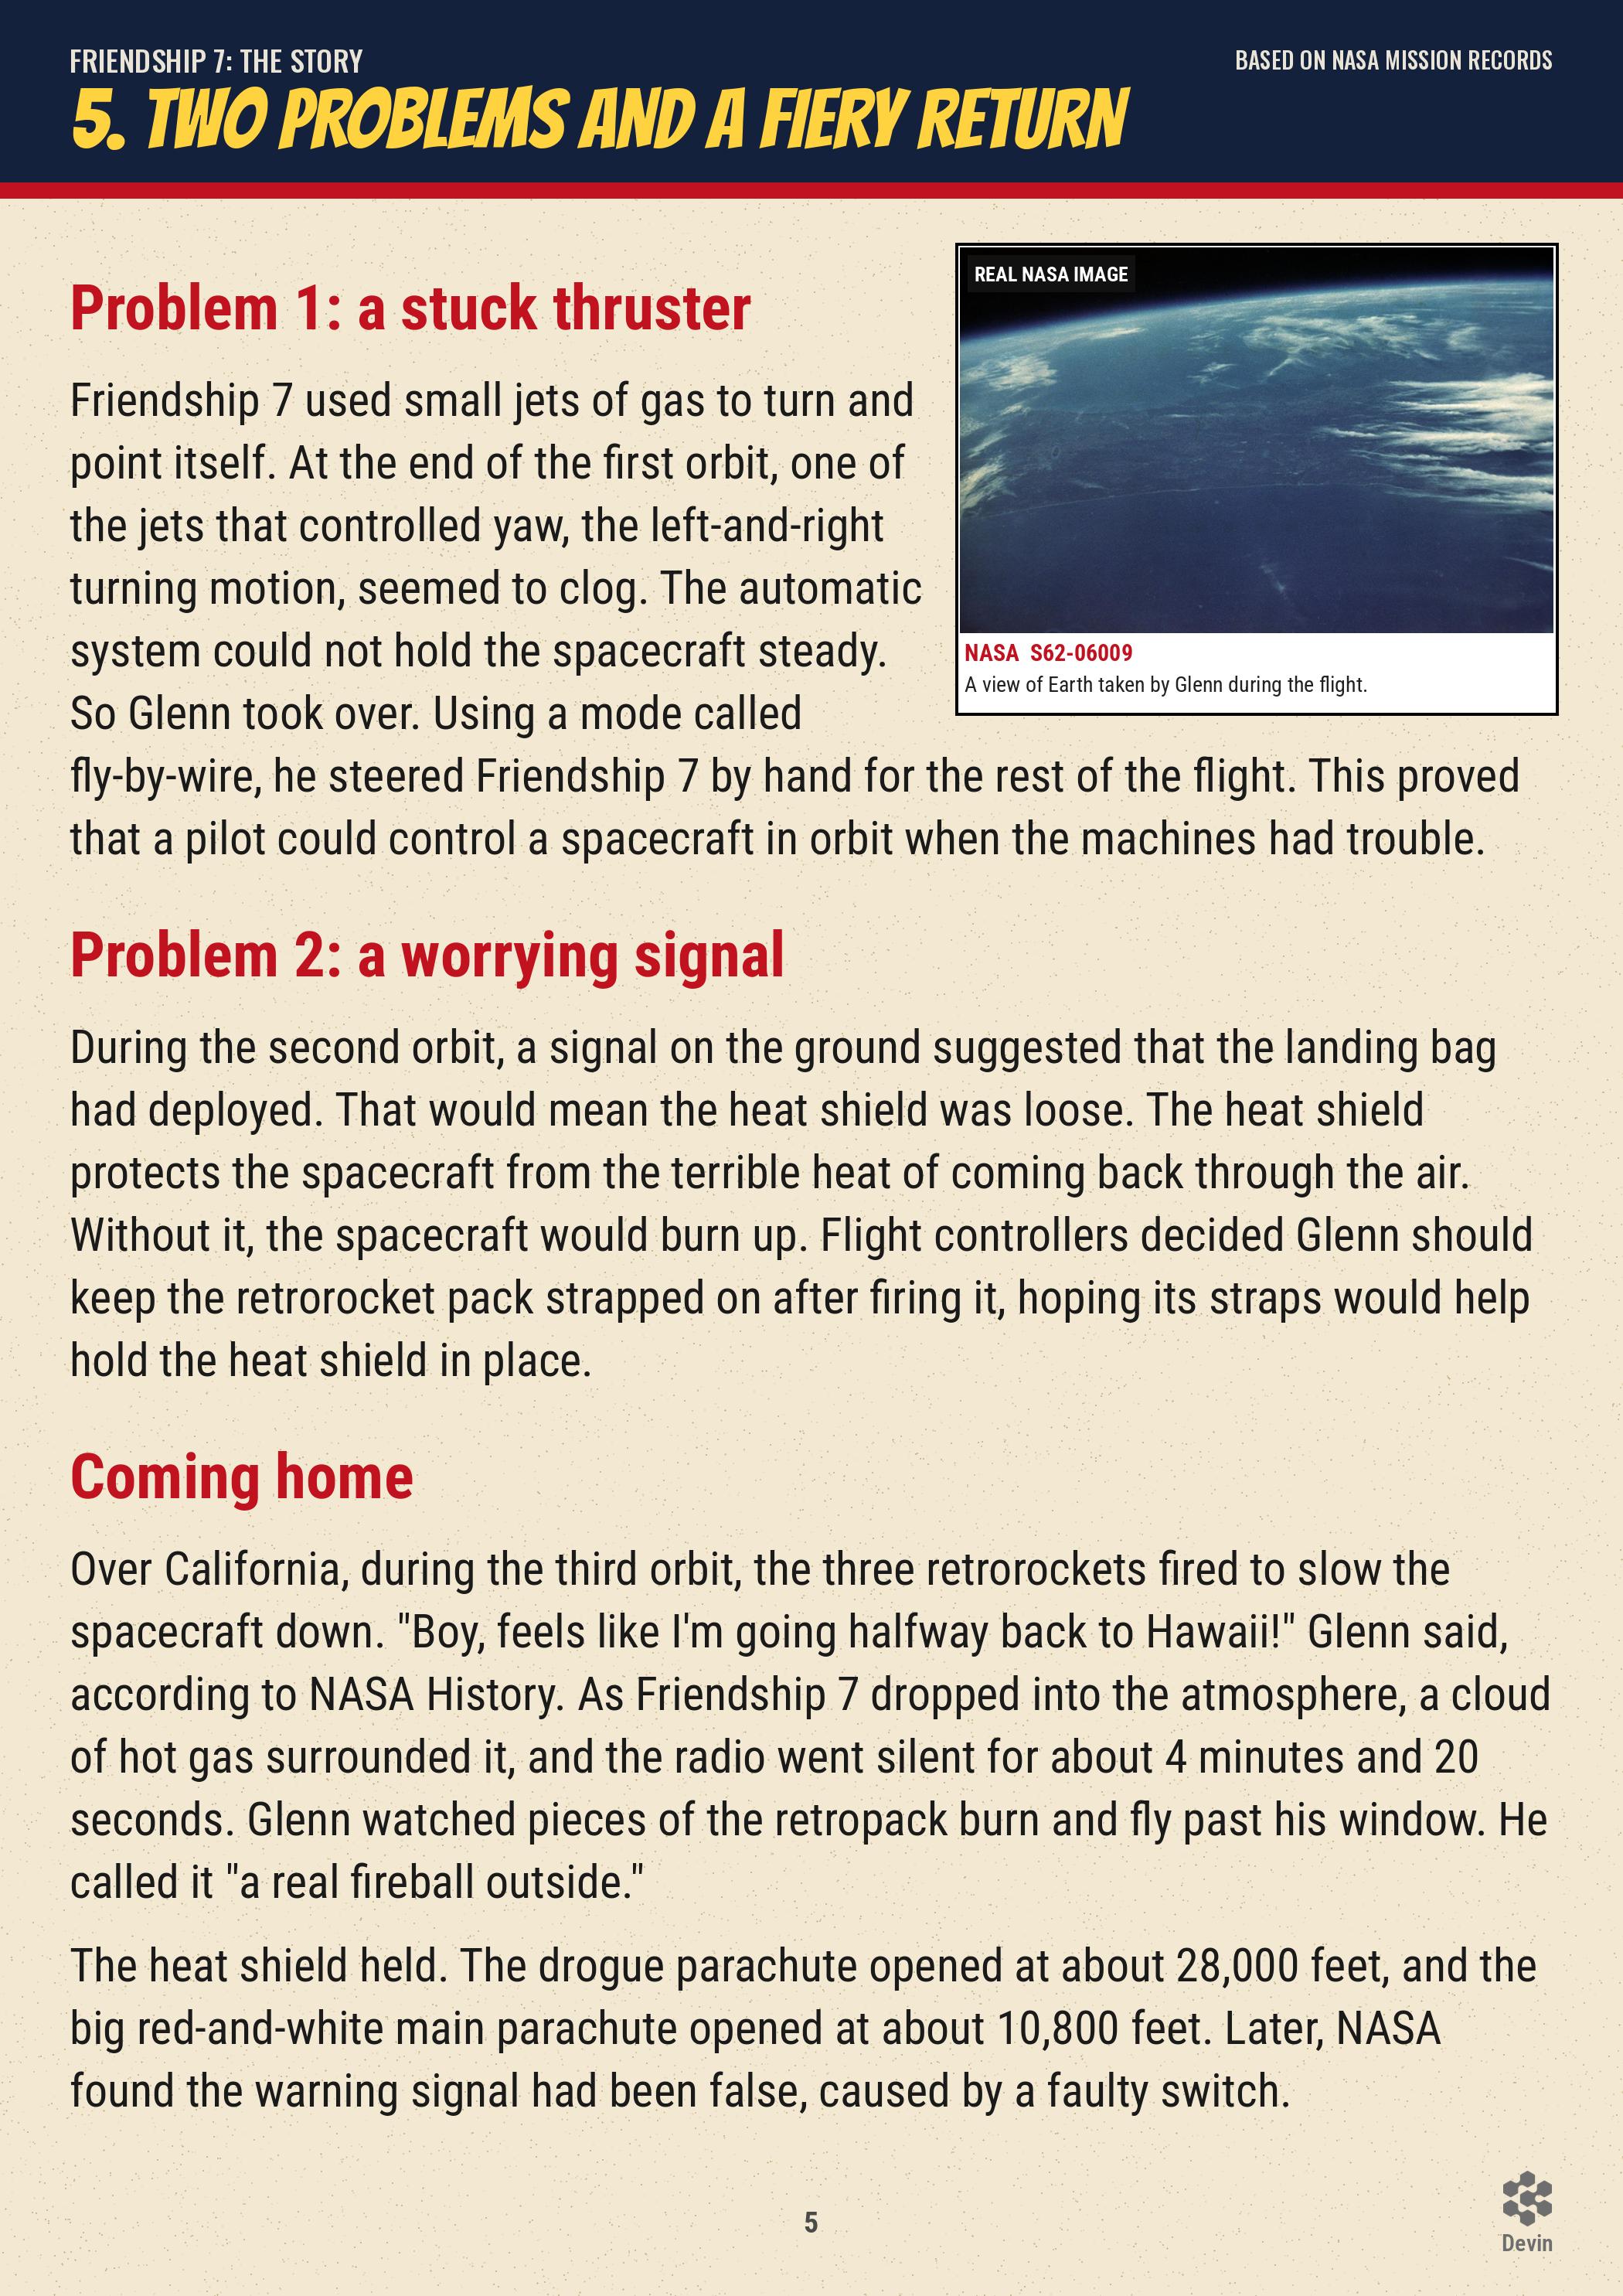 FRIENDSHIP 7: THE STORY
BASED ON NASA MISSION RECORDS
5. TWO PROBLEMS AND A FIERY RETURN
REAL NASA IMAGE
NASA S62-06009
A view of Earth taken by Glenn during the flight.
Problem 1: a stuck thruster
Friendship 7 used small jets of gas to turn and
point itself. At the end of the first orbit, one of
the jets that controlled yaw, the left-and-right
turning motion, seemed to clog. The automatic
system could not hold the spacecraft steady.
So Glenn took over. Using a mode called
fly-by-wire, he steered Friendship 7 by hand for the rest of the flight. This proved
that a pilot could control a spacecraft in orbit when the machines had trouble.
Problem 2: a worrying signal
During the second orbit, a signal on the ground suggested that the landing bag
had deployed. That would mean the heat shield was loose. The heat shield
protects the spacecraft from the terrible heat of coming back through the air.
Without it, the spacecraft would burn up. Flight controllers decided Glenn should
keep the retrorocket pack strapped on after firing it, hoping its straps would help
hold the heat shield in place.
Coming home
Over California, during the third orbit, the three retrorockets fired to slow the
spacecraft down. "Boy, feels like I'm going halfway back to Hawaii!" Glenn said,
according to NASA History. As Friendship 7 dropped into the atmosphere, a cloud
of hot gas surrounded it, and the radio went silent for about 4 minutes and 20
seconds. Glenn watched pieces of the retropack burn and fly past his window. He
called it "a real fireball outside."
The heat shield held. The drogue parachute opened at about 28,000 feet, and the
big red-and-white main parachute opened at about 10,800 feet. Later, NASA
found the warning signal had been false, caused by a faulty switch.
5
Devin